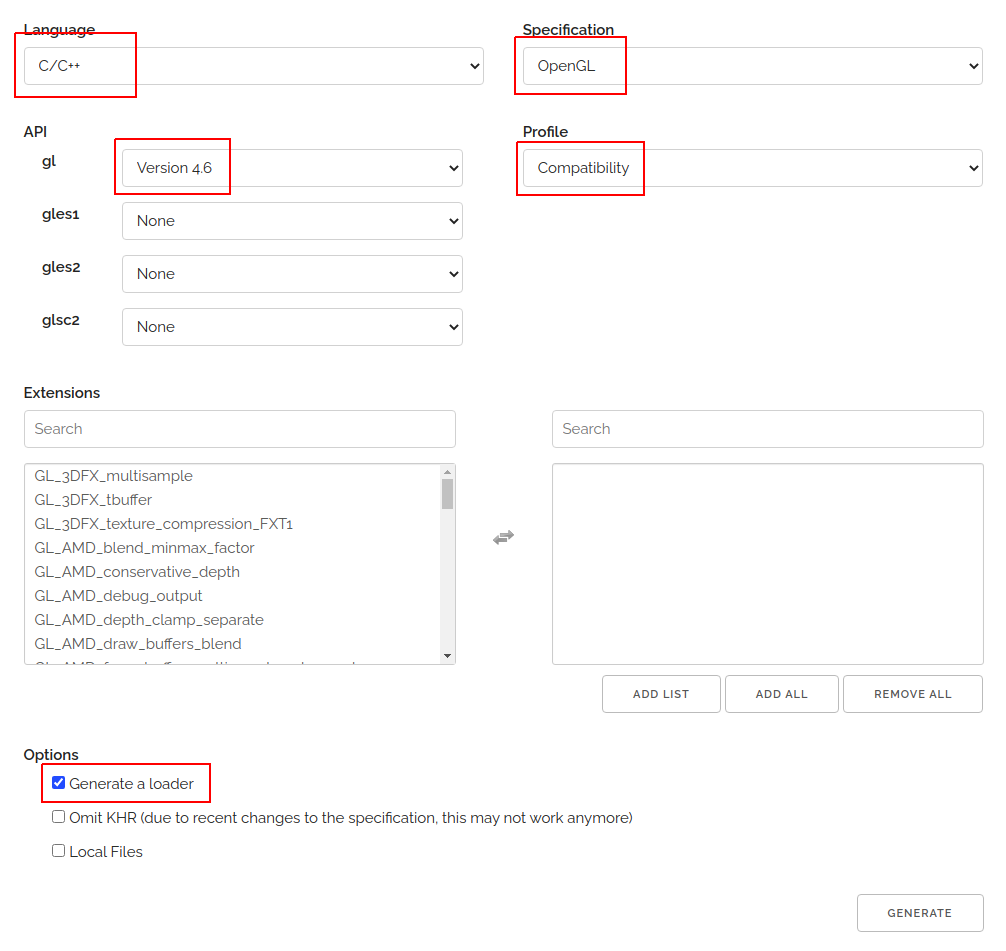 Language
Specification
C/C++
OpenGL
API
Profile
gl
Version 4.6
Compatibility
gles1
None
gles2
None
glsc2
None
Extensions
Search
Search
GL_3DFX_multisample
GL_3DFX_tbuffer
GL_3DFX_texture_compression_FXT1
GL_AMD_blend_minmax_factor
GL_AMD_conservative_depth
GL_AMD_debug_output
GL_AMD_depth_clamp_separate
GL_AMD_draw_buffers_blend
ADD LIST
ADD ALL
REMOVE ALL
Options
Generate a loader
Omit KHR (due to recent changes to the specification, this may not work anymore)
Local Files
GENERATE